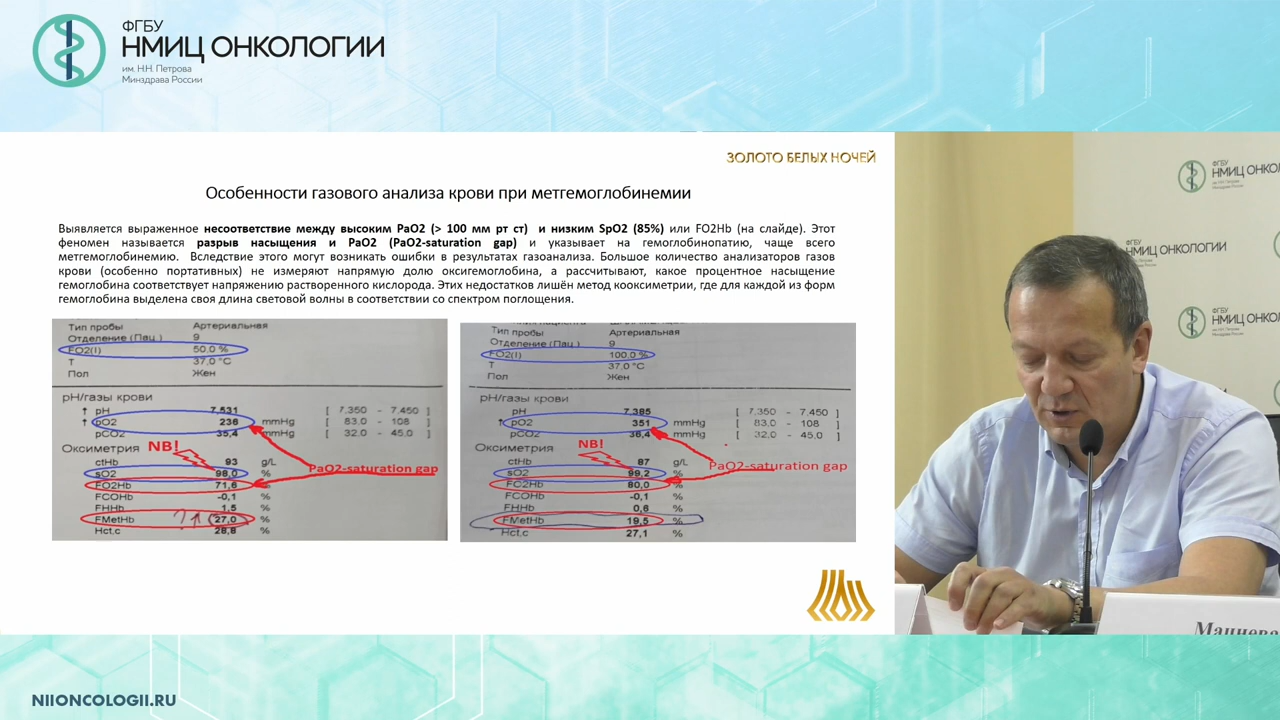 ФГБУ
НМИЦ ОНКОЛОГИИ
им. Н.Н. Петрова
Минздрава России
ЗОЛОТО БЕЛЫХ НОЧЕЙ
Особенности газового анализа крови при метгемоглобинемии
Выявляется выраженное несоответствие между высоким PaO2 (> 100 мм рт ст) и низким SpO2 (85%) или FO2Hb (на слайде). Этот
феномен называется разрыв насыщения и PaO2 (PaO2-saturation gap) и указывает на гемоглобинопатию, чаще всего
метгемоглобинемию. Вследствие этого могут возникать ошибки в результатах газоанализа. Большое количество анализаторов газов
крови (особенно портативных) не измеряют напрямую долю оксигемоглобина, а рассчитывают, какое процентное насыщение
гемоглобина соответствует напряжению растворенного кислорода. Этих недостатков лишён метод кооксиметрии, где для каждой из форм
гемоглобина выделена своя длина световой волны в соответствии со спектром поглощения.
Тип пробы Артериальная
Отделение (Пац.) 9
FO2(I) 50,0 %
T 37,0 °C
Пол Жен
pH/газы крови
↑ pH 7,531 [ 7,350 - 7,450 ]
↑ pO2 236 mmHg [ 83,0 - 108 ]
pCO2 35,4 mmHg [ 32,0 - 45,0 ]
Оксиметрия NB!
ctHb 93 g/L
PaO2-saturation gap
sO2 98,0 %
FO2Hb 71,6 %
FCOHb -0,1 %
FHHb 1,5 %
FMetHb 27,0 %
Hct,c 28,8 %
Тип пробы Артериальная
Отделение (Пац.) 9
FO2(I) 100,0 %
T 37,0 °C
Пол Жен
pH/газы крови
pH 7,385 [ 7,350 - 7,450 ]
↑ pO2 351 mmHg [ 83,0 - 108 ]
pCO2 36,4 mmHg [ 32,0 - 45,0 ]
Оксиметрия NB!
ctHb 87 g/L
PaO2-saturation gap
sO2 99,2 %
FO2Hb 80,0 %
FCOHb -0,1 %
FHHb 0,6 %
FMetHb 19,5 %
Hct,c 27,1 %
ФГБУ
НМИЦ ОНКОЛОГИИ
НМИЦ ОНКОЛОГИИ
ФГБУ
НМИЦ ОНКОЛОГИИ
NIIONCOLOGII.RU